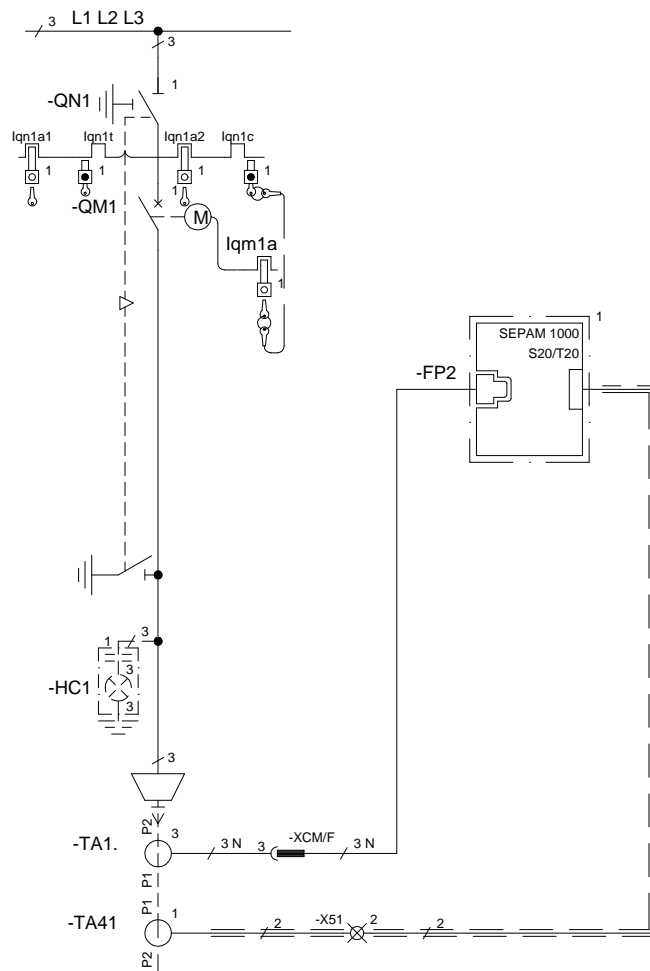 3 L1 L2 L3
3
1
-QN1
Iqn1a1 Iqn1t Iqn1a2 Iqn1c
1 1 1 1
-QM1 1
M
Iqm1a
1
1
SEPAM 1000
S20/T20
-FP2
1 3
3
-HC1
3
3
P2
3
-TA1.
3 N 3 -XCM/F 3 N
P1
P1
1
-TA41
2 -X51 2 2
P2